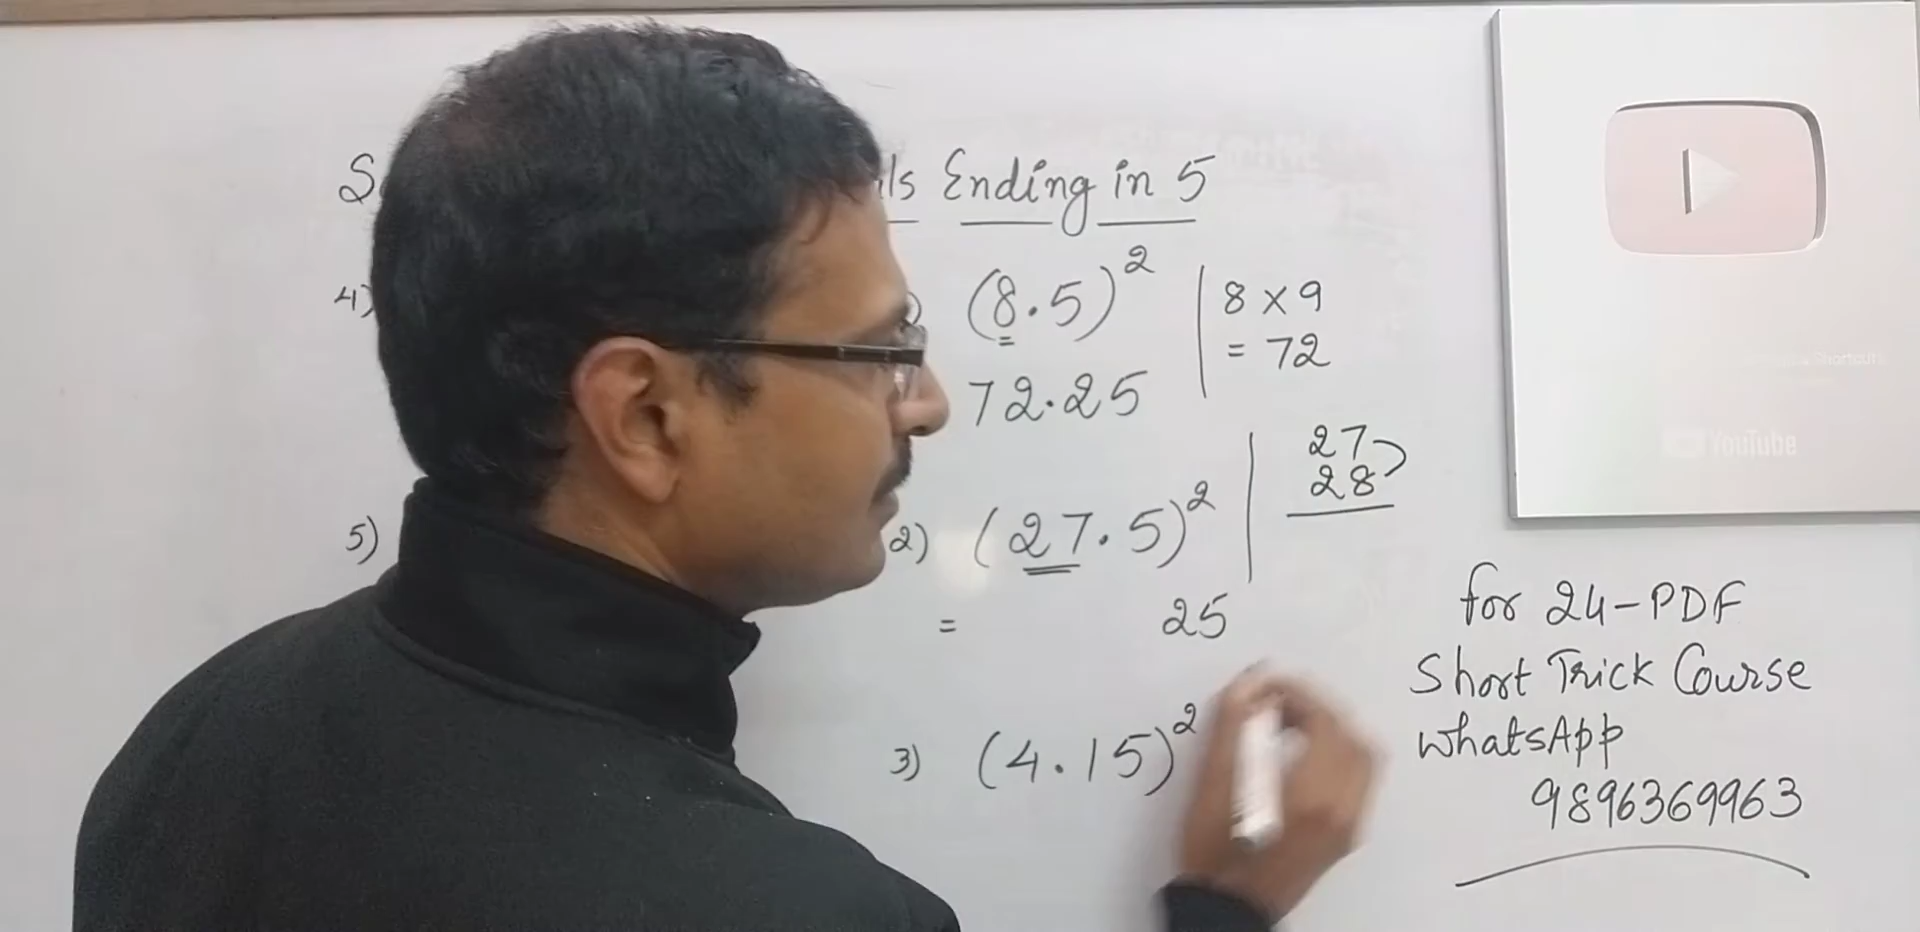 Ending in 5
4)
(8.5)²
8 × 9
= 72
72.25
27
28
5)
2) (27.5)²
= 25
3) (4.15)²
YouTube
for 24-PDF
Short Trick Course
WhatsApp
9896369963